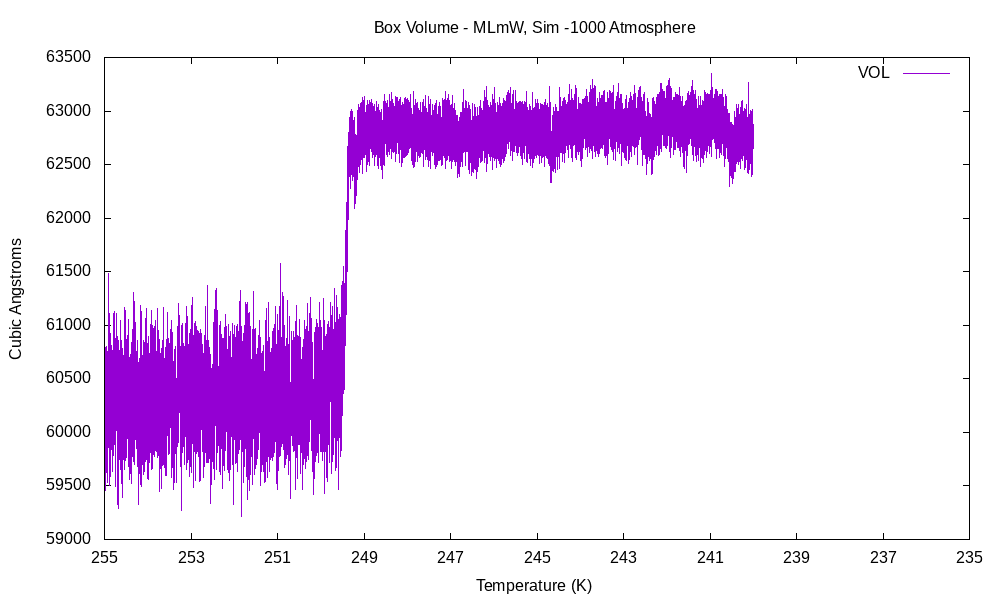 Box Volume - MLmW, Sim -1000 Atmosphere
VOL
63500
63000
62500
62000
61500
61000
60500
60000
59500
59000
Cubic Angstroms
255 253 251 249 247 245 243 241 239 237 235
Temperature (K)